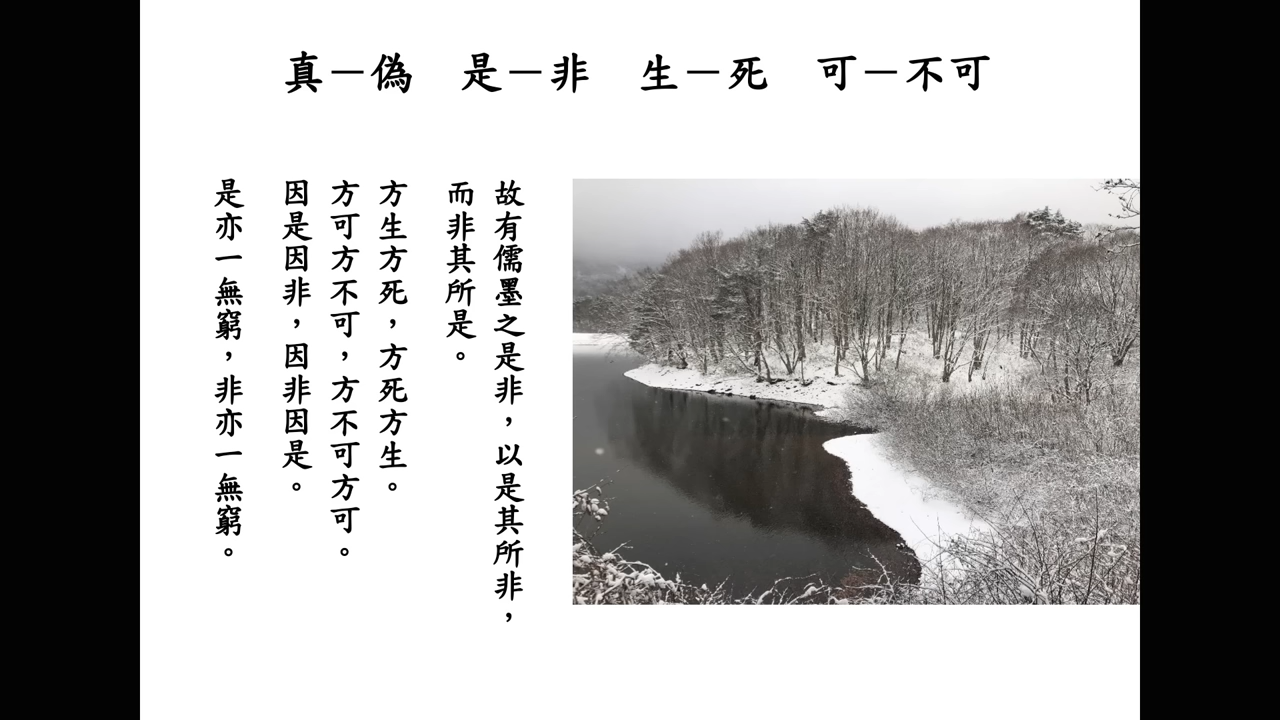 真－偽　是－非　生－死　可－不可
故有儒墨之是非，以是其所非，
而非其所是。
方生方死，方死方生。
方可方不可，方不可方可。
因是因非，因非因是。
是亦一無窮，非亦一無窮。